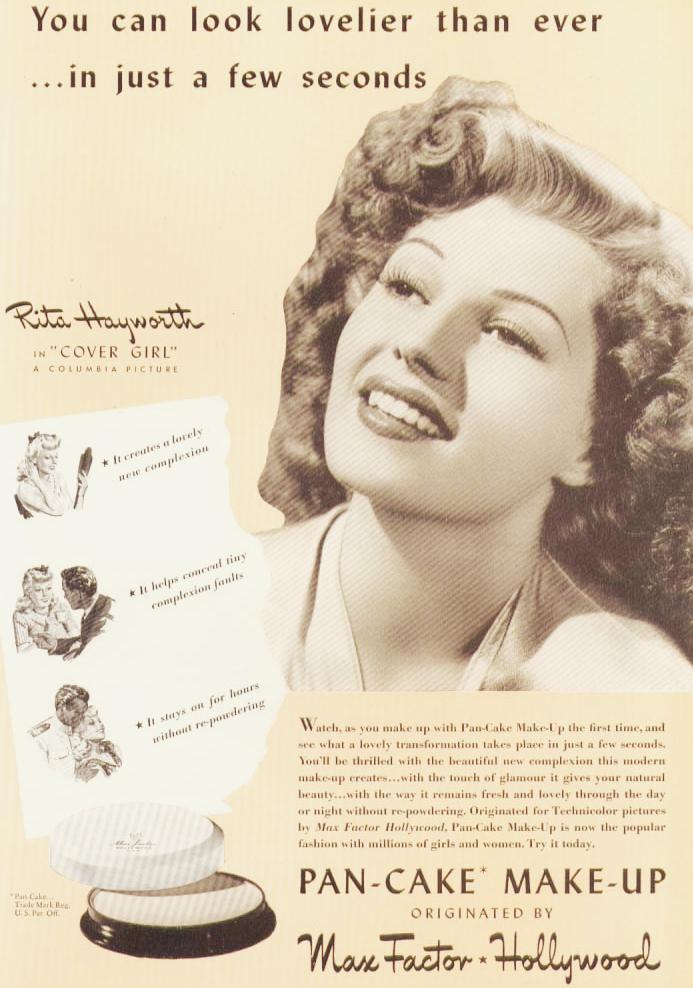 You can look lovelier than ever
...in just a few seconds
Rita Hayworth
IN "COVER GIRL"
A COLUMBIA PICTURE
★ It creates a lovely
new complexion
★ It helps conceal tiny
complexion faults
★ It stays on for hours
without re-powdering
Watch, as you make up with Pan-Cake Make-Up the first time, and
see what a lovely transformation takes place in just a few seconds.
You'll be thrilled with the beautiful new complexion this modern
make-up creates...with the touch of glamour it gives your natural
beauty...with the way it remains fresh and lovely through the day
or night without re-powdering. Originated for Technicolor pictures
by Max Factor Hollywood, Pan-Cake Make-Up is now the popular
fashion with millions of girls and women. Try it today.
Max Factor
HOLLYWOOD
*Pan-Cake...
Trade Mark Reg.
U.S. Pat. Off.
PAN-CAKE* MAKE-UP
ORIGINATED BY
Max Factor ★ Hollywood